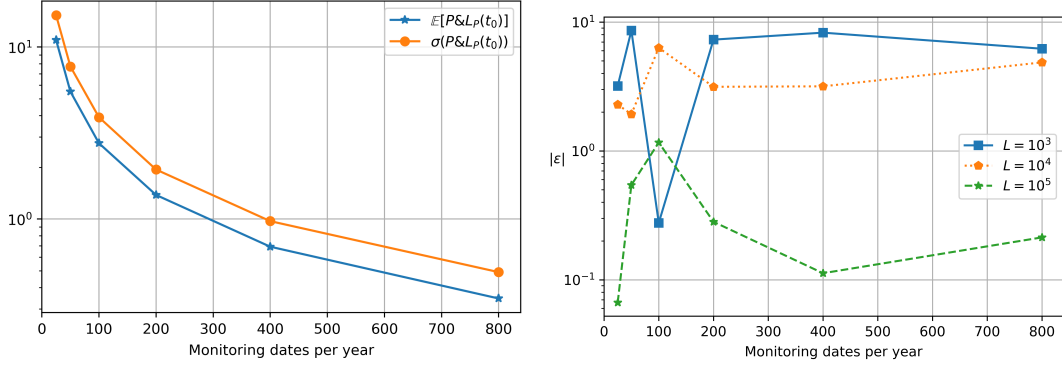 10¹
10⁰
0 100 200 300 400 500 600 700 800
Monitoring dates per year
𝔼[P&L_P(t₀)]
σ(P&L_P(t₀))
10¹
10⁰
10⁻¹
|ε|
0 100 200 300 400 500 600 700 800
Monitoring dates per year
L = 10³
L = 10⁴
L = 10⁵